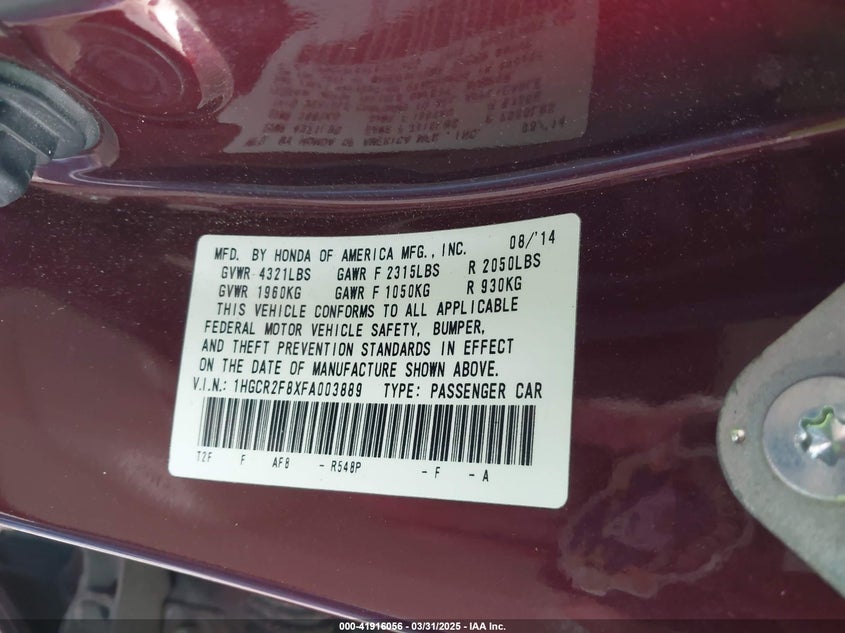 MFD. BY HONDA OF AMERICA MFG., INC. 08/'14
GVWR 4321LBS GAWR F 2315LBS R 2050LBS
GVWR 1960KG GAWR F 1050KG R 930KG
THIS VEHICLE CONFORMS TO ALL APPLICABLE
FEDERAL MOTOR VEHICLE SAFETY, BUMPER,
AND THEFT PREVENTION STANDARDS IN EFFECT
ON THE DATE OF MANUFACTURE SHOWN ABOVE.
V.I.N.: 1HGCR2F8XFA003889 TYPE: PASSENGER CAR
T2F F AF8 - R548P - F - A
000-41916056 — 03/31/2025 — IAA Inc.